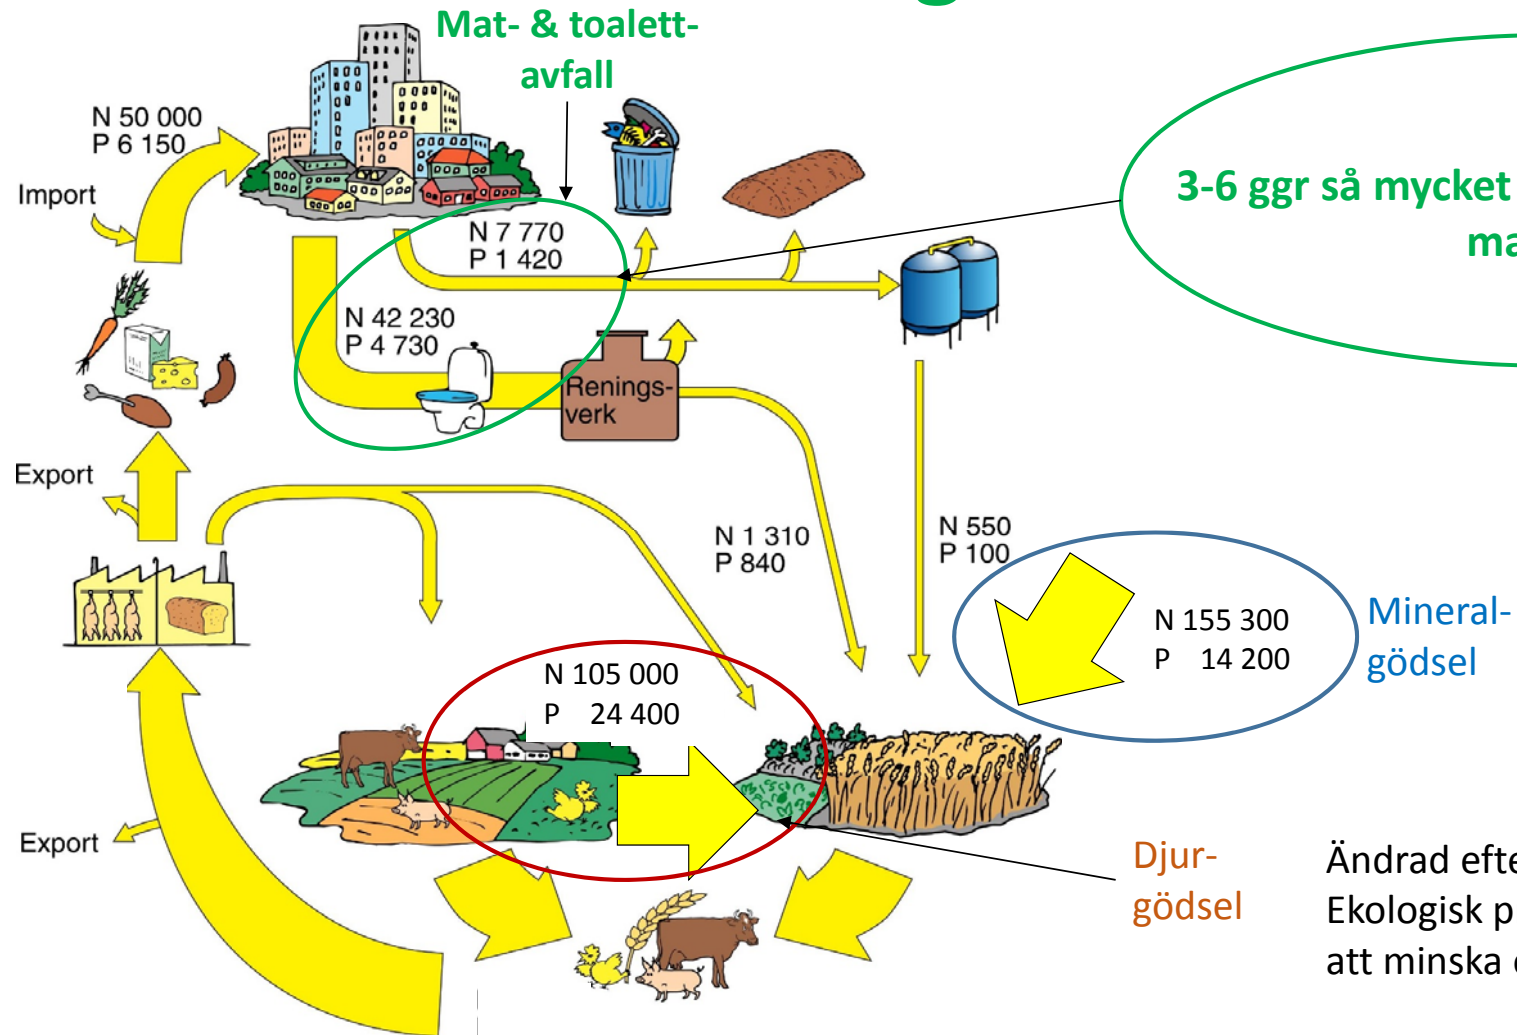 Mat- & toalett-
avfall
N 50 000
P 6 150
Import
3-6 ggr så mycket
N 7 770
P 1 420
N 42 230
P 4 730
Renings-
verk
Export
N 1 310
P 840
N 550
P 100
N 155 300
P 14 200
Mineral-
gödsel
N 105 000
P 24 400
Export
Djur-
gödsel
Ändrad efte
Ekologisk p
att minska